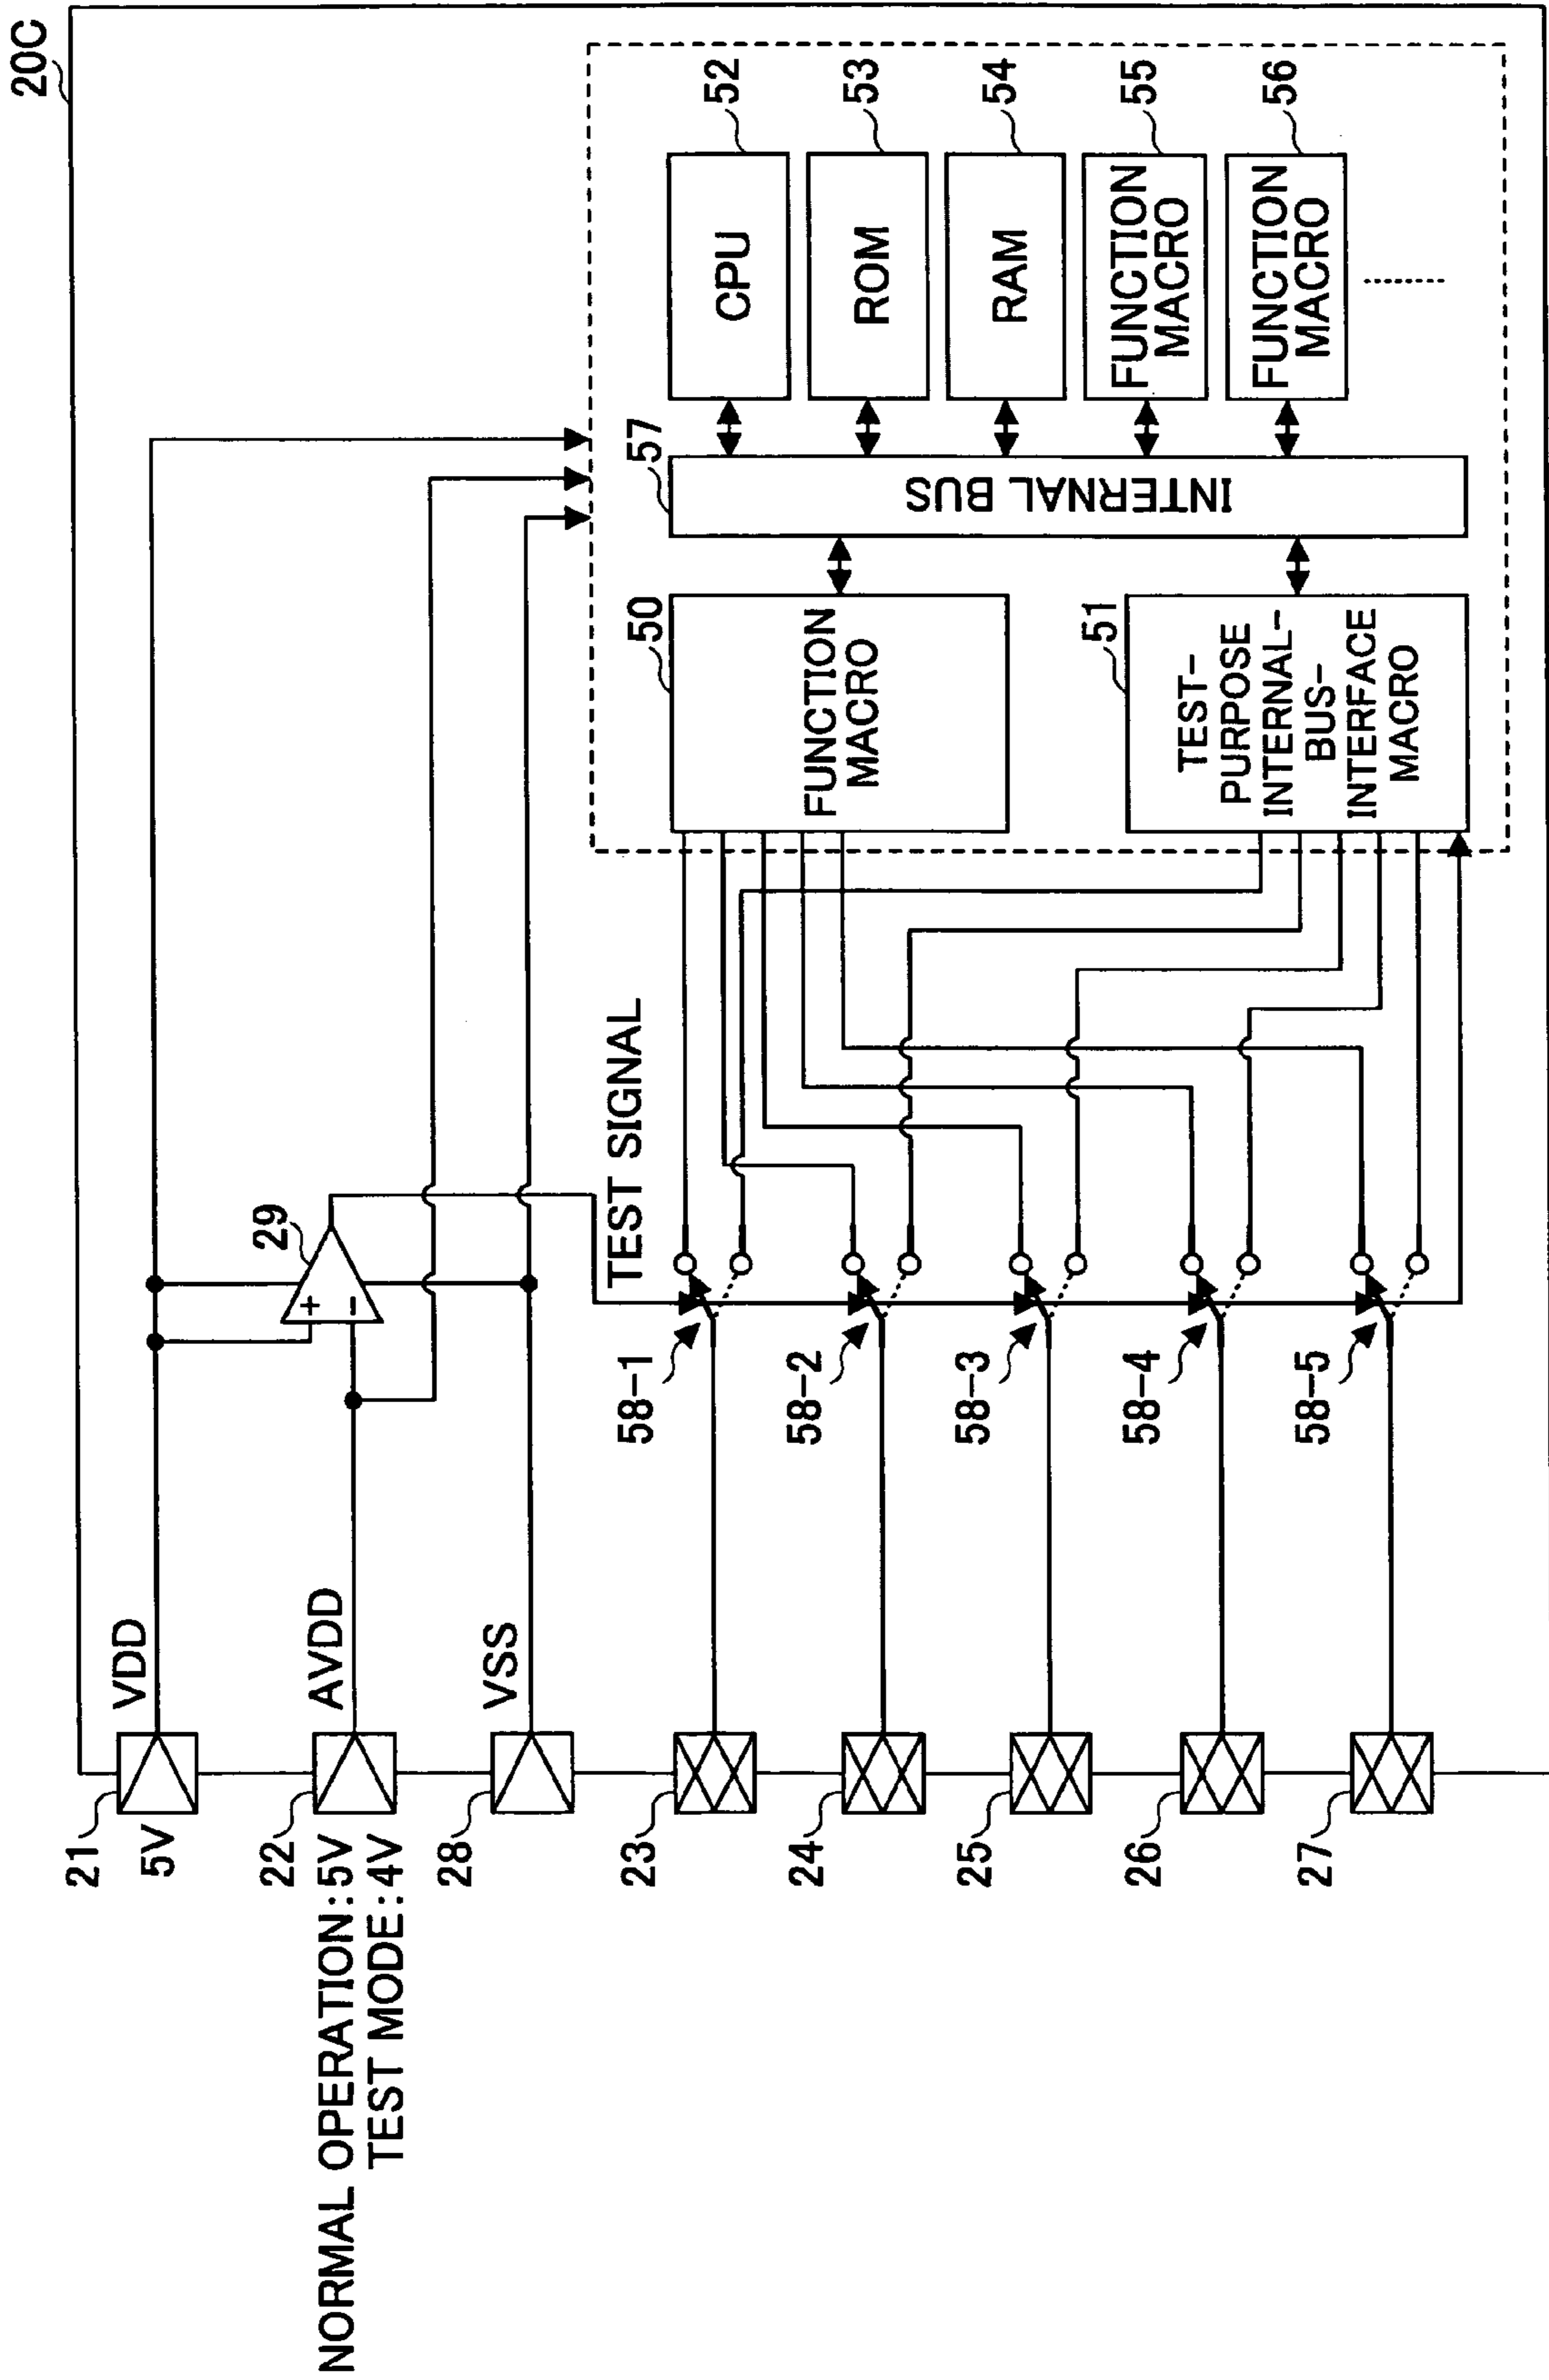 20C
21
VDD
5V
22
AVDD
NORMAL OPERATION:5V
TEST MODE:4V
28
VSS
29
+
−
TEST SIGNAL
23
58-1
24
58-2
25
58-3
26
58-4
27
58-5
50
FUNCTION
MACRO
51
TEST-
PURPOSE
INTERNAL-
BUS-
INTERFACE
MACRO
57
INTERNAL BUS
CPU
52
ROM
53
RAM
54
FUNCTION
MACRO
55
FUNCTION
MACRO
56